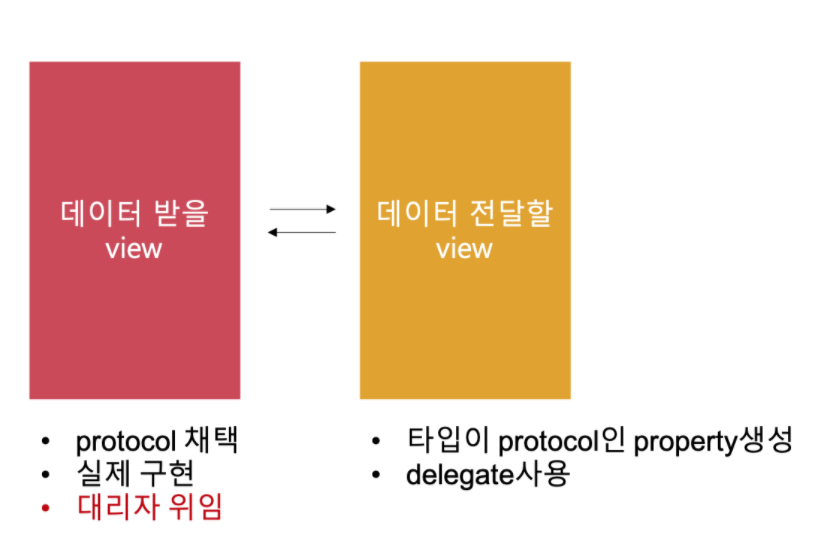 데이터 받을
view
데이터 전달할
view
• protocol 채택
• 실제 구현
• 대리자 위임
• 타입이 protocol인 property생성
• delegate사용